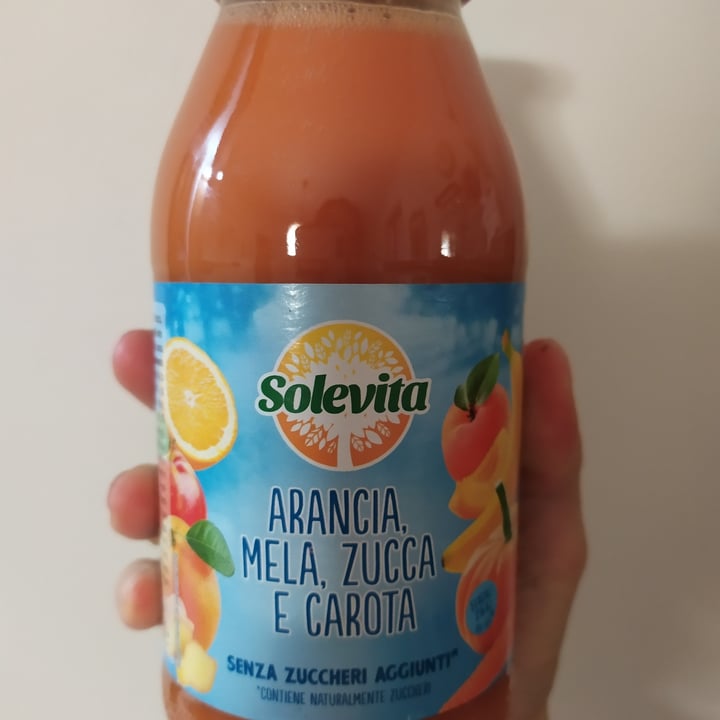 Solevita
ARANCIA,
MELA, ZUCCA
E CAROTA
SENZA ZUCCHERI AGGIUNTI*
*CONTIENE NATURALMENTE ZUCCHERI